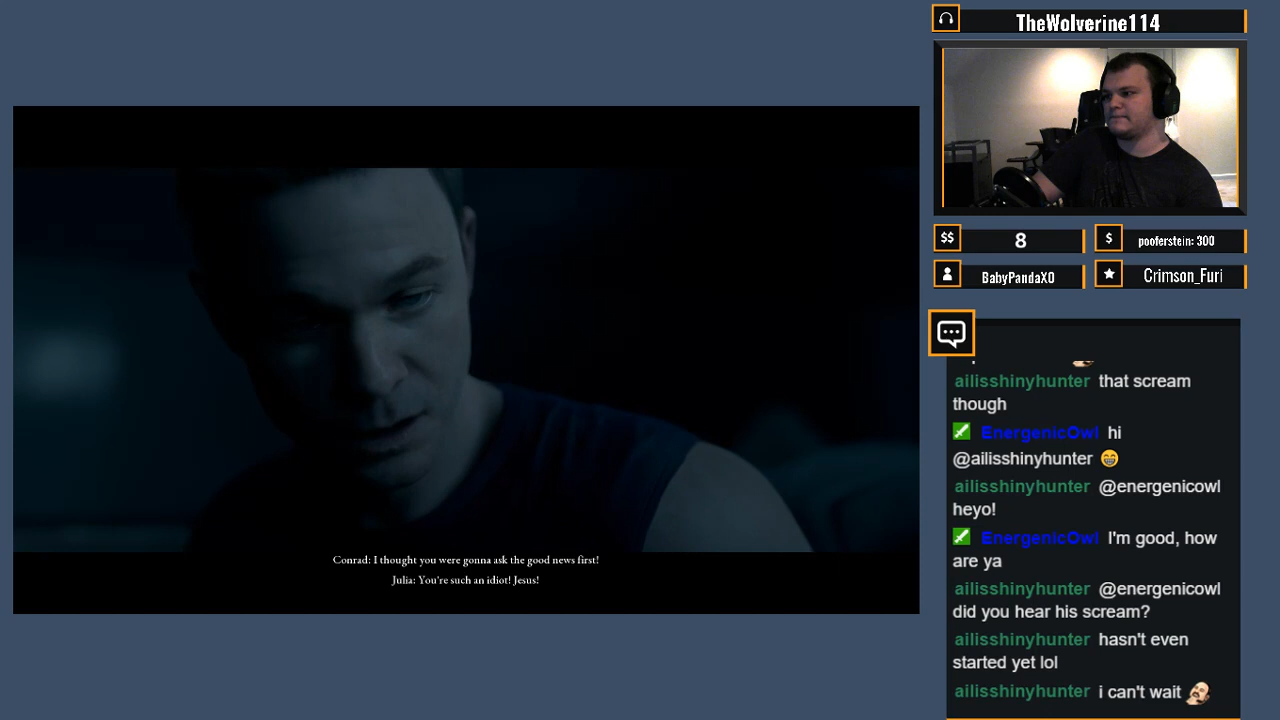 TheWolverine114
$$ 8
$ pooferstein: 300
BabyPandaXO
Crimson_Furi
ailisshinyhunter that scream
though
EnergenicOwl hi
@ailisshinyhunter
ailisshinyhunter @energenicowl
heyo!
EnergenicOwl I'm good, how
are ya
ailisshinyhunter @energenicowl
did you hear his scream?
ailisshinyhunter hasn't even
started yet lol
ailisshinyhunter i can't wait
Conrad: I thought you were gonna ask the good news first!
Julia: You're such an idiot! Jesus!